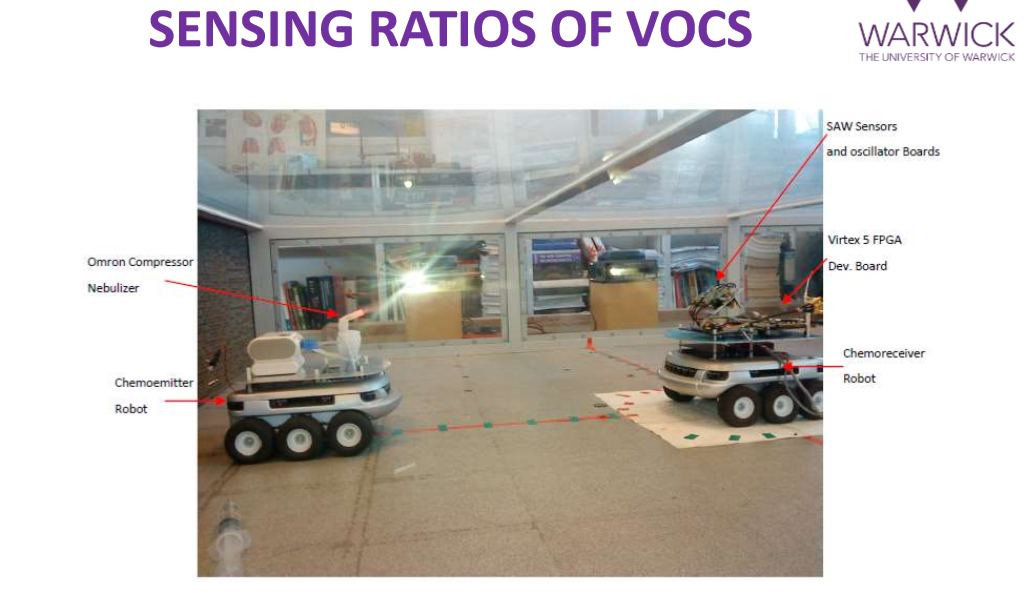 SENSING RATIOS OF VOCS
WARWICK
THE UNIVERSITY OF WARWICK
SAW Sensors
and oscillator Boards
Virtex 5 FPGA
Dev. Board
Omron Compressor
Nebulizer
Chemoreceiver
Robot
Chemoemitter
Robot